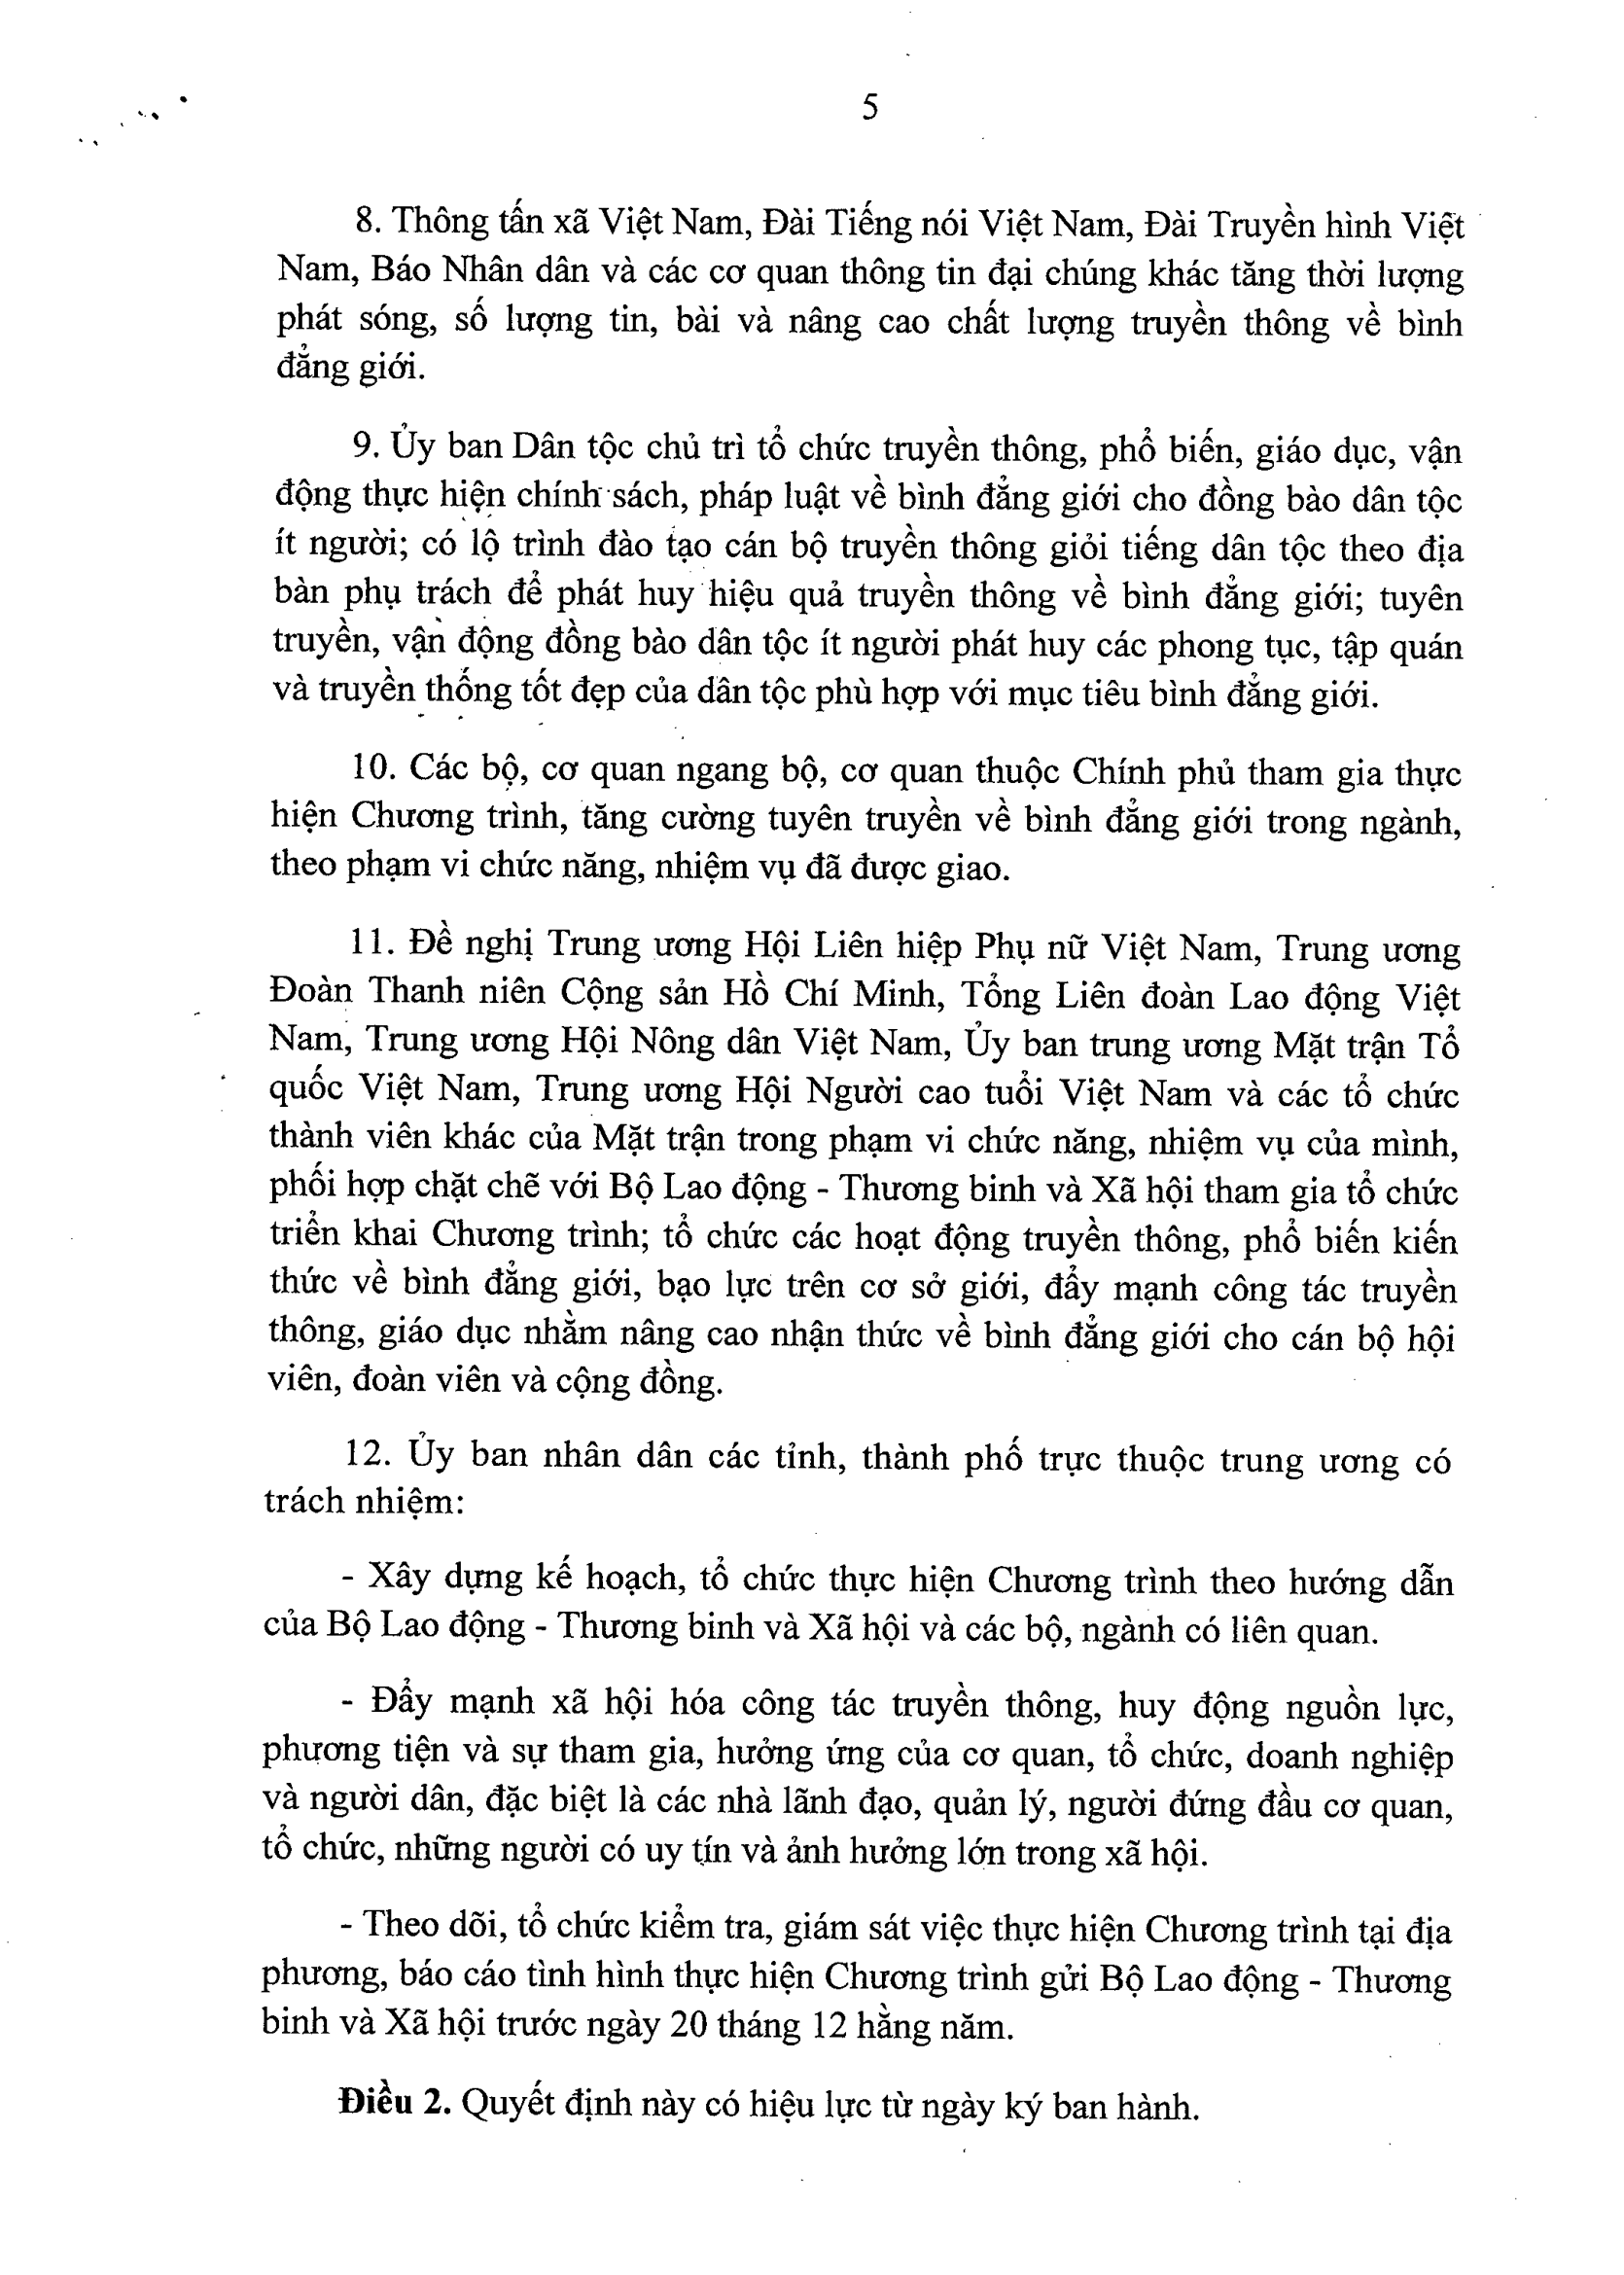 5
8. Thông tấn xã Việt Nam, Đài Tiếng nói Việt Nam, Đài Truyền hình Việt
Nam, Báo Nhân dân và các cơ quan thông tin đại chúng khác tăng thời lượng
phát sóng, số lượng tin, bài và nâng cao chất lượng truyền thông về bình
đẳng giới.
9. Ủy ban Dân tộc chủ trì tổ chức truyền thông, phổ biến, giáo dục, vận
động thực hiện chính sách, pháp luật về bình đẳng giới cho đồng bào dân tộc
ít người; có lộ trình đào tạo cán bộ truyền thông giỏi tiếng dân tộc theo địa
bàn phụ trách để phát huy hiệu quả truyền thông về bình đẳng giới; tuyên
truyền, vận động đồng bào dân tộc ít người phát huy các phong tục, tập quán
và truyền thống tốt đẹp của dân tộc phù hợp với mục tiêu bình đẳng giới.
10. Các bộ, cơ quan ngang bộ, cơ quan thuộc Chính phủ tham gia thực
hiện Chương trình, tăng cường tuyên truyền về bình đẳng giới trong ngành,
theo phạm vi chức năng, nhiệm vụ đã được giao.
11. Đề nghị Trung ương Hội Liên hiệp Phụ nữ Việt Nam, Trung ương
Đoàn Thanh niên Cộng sản Hồ Chí Minh, Tổng Liên đoàn Lao động Việt
Nam, Trung ương Hội Nông dân Việt Nam, Ủy ban trung ương Mặt trận Tổ
quốc Việt Nam, Trung ương Hội Người cao tuổi Việt Nam và các tổ chức
thành viên khác của Mặt trận trong phạm vi chức năng, nhiệm vụ của mình,
phối hợp chặt chẽ với Bộ Lao động - Thương binh và Xã hội tham gia tổ chức
triển khai Chương trình; tổ chức các hoạt động truyền thông, phổ biến kiến
thức về bình đẳng giới, bạo lực trên cơ sở giới, đẩy mạnh công tác truyền
thông, giáo dục nhằm nâng cao nhận thức về bình đẳng giới cho cán bộ hội
viên, đoàn viên và cộng đồng.
12. Ủy ban nhân dân các tỉnh, thành phố trực thuộc trung ương có
trách nhiệm:
- Xây dựng kế hoạch, tổ chức thực hiện Chương trình theo hướng dẫn
của Bộ Lao động - Thương binh và Xã hội và các bộ, ngành có liên quan.
- Đẩy mạnh xã hội hóa công tác truyền thông, huy động nguồn lực,
phương tiện và sự tham gia, hưởng ứng của cơ quan, tổ chức, doanh nghiệp
và người dân, đặc biệt là các nhà lãnh đạo, quản lý, người đứng đầu cơ quan,
tổ chức, những người có uy tín và ảnh hưởng lớn trong xã hội.
- Theo dõi, tổ chức kiểm tra, giám sát việc thực hiện Chương trình tại địa
phương, báo cáo tình hình thực hiện Chương trình gửi Bộ Lao động - Thương
binh và Xã hội trước ngày 20 tháng 12 hằng năm.
Điều 2. Quyết định này có hiệu lực từ ngày ký ban hành.